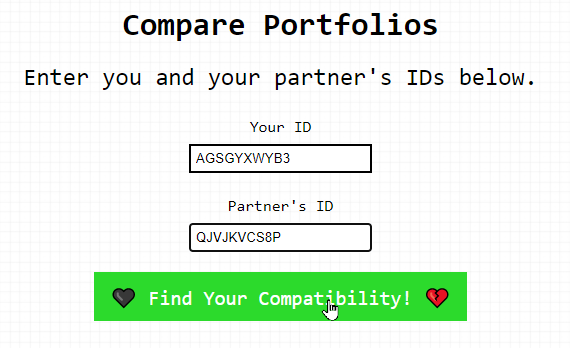 Compare Portfolios
Enter you and your partner's IDs below.
Your ID
AGSGYXWYB3
Partner's ID
QJVJKVCS8P
🖤 Find Your Compatibility! 💔